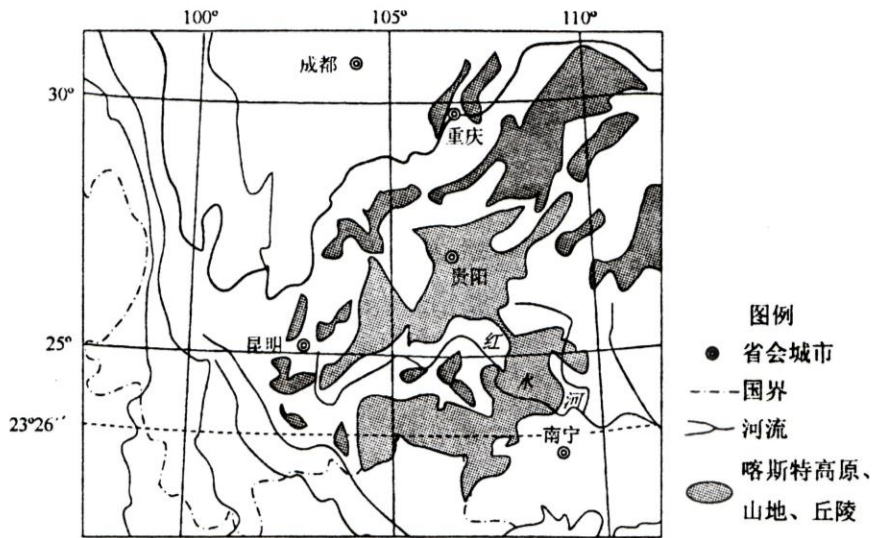 100° 105° 110°
成都
30°
重庆
贵阳
昆明
25°
红
水
河
23°26′
南宁
图例
省会城市
国界
河流
喀斯特高原、
山地、丘陵